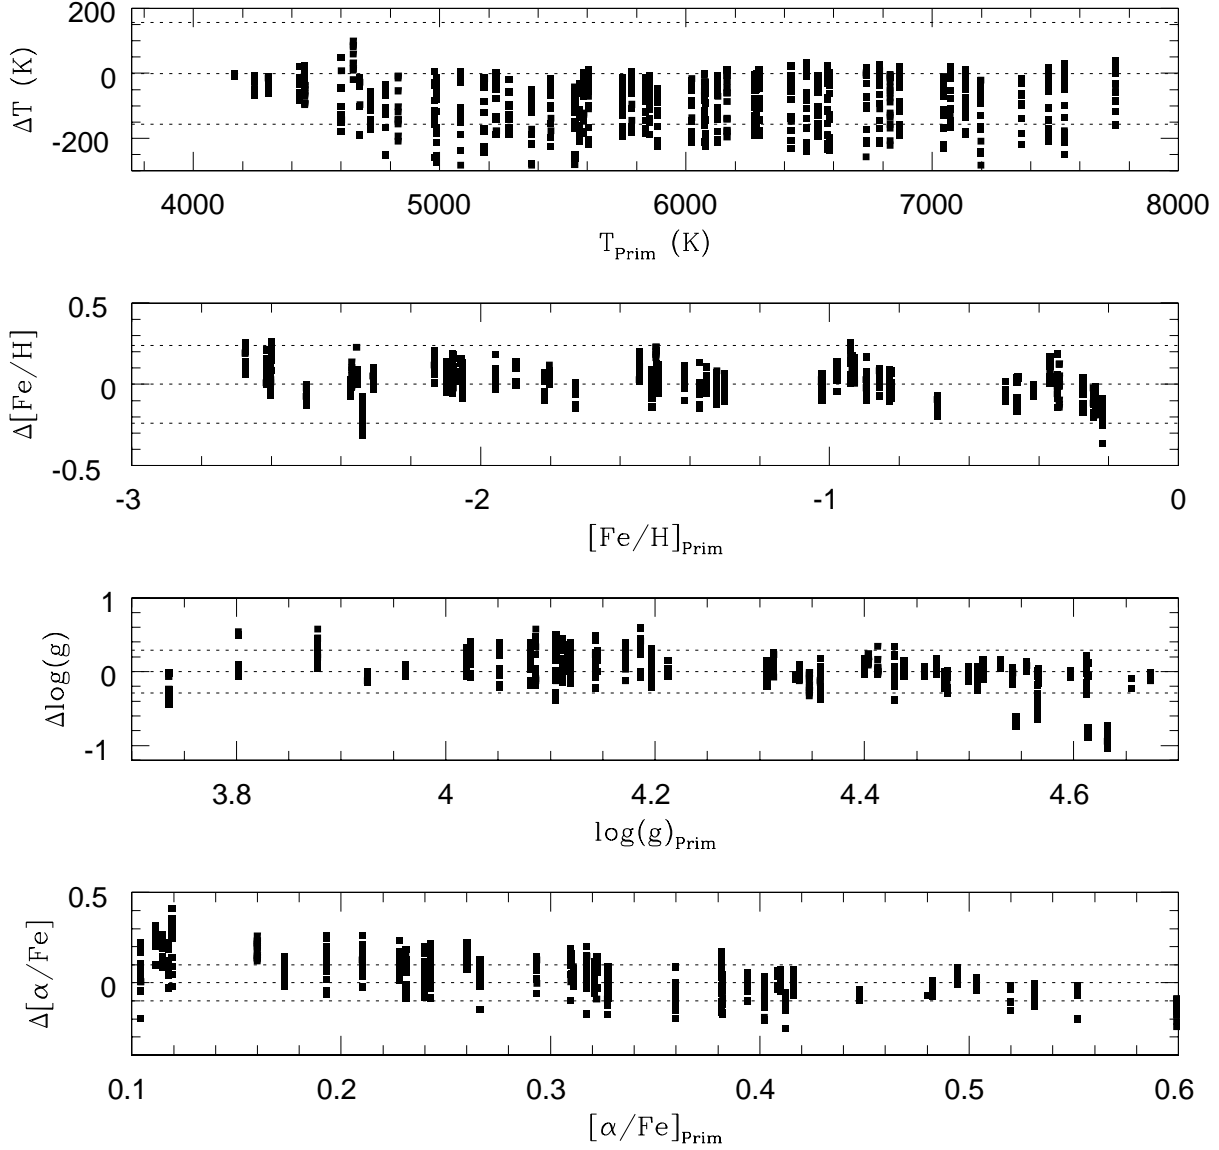 200
0
-200
ΔT (K)
4000 5000 6000 7000 8000
T_Prim (K)
0.5
0
-0.5
Δ[Fe/H]
-3 -2 -1 0
[Fe/H]_Prim
1
0
-1
Δlog(g)
3.8 4 4.2 4.4 4.6
log(g)_Prim
0.5
0
Δ[α/Fe]
0.1 0.2 0.3 0.4 0.5 0.6
[α/Fe]_Prim